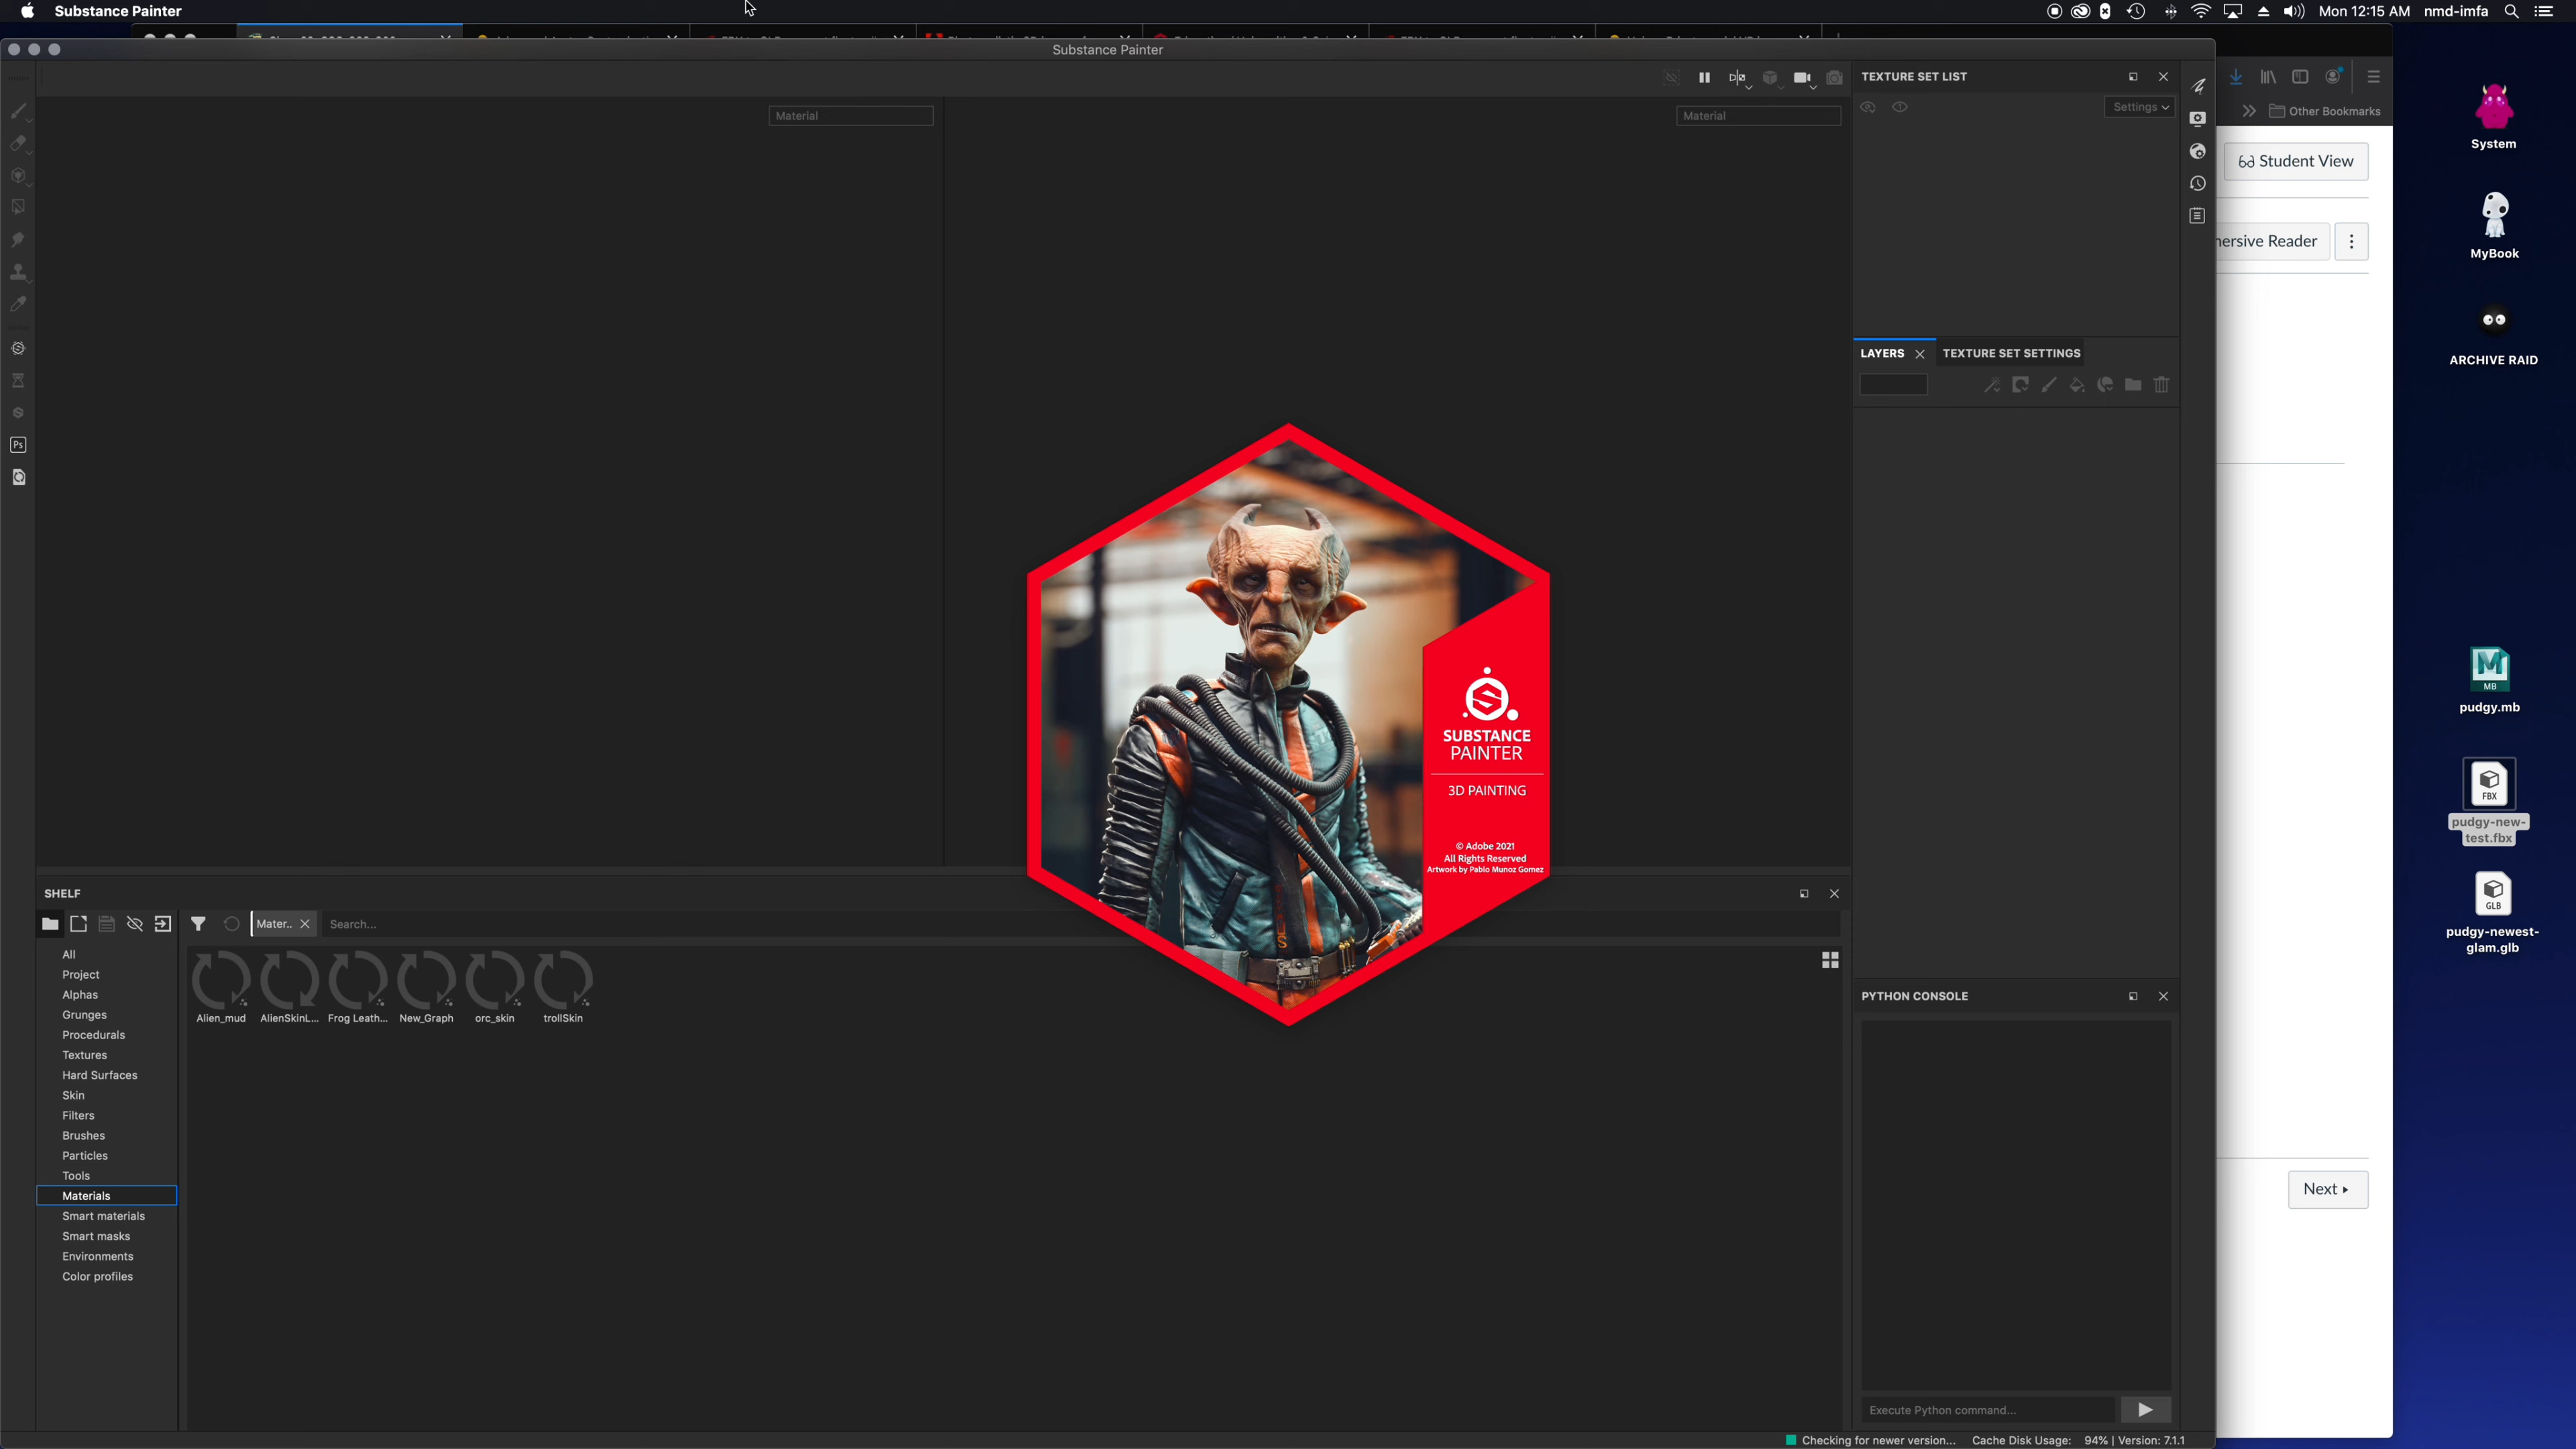 Substance Painter
Mon 12:15 AM nmd-imfa
Substance Painter
Material
Material
TEXTURE SET LIST
Settings
Other Bookmarks
Student View
ersive Reader
System
MyBook
ARCHIVE RAID
LAYERS
TEXTURE SET SETTINGS
Ps
SUBSTANCE
PAINTER
3D PAINTING
© Adobe 2021
All Rights Reserved
Artwork by Pablo Munoz Gomez
MB
pudgy.mb
FBX
pudgy-new-
test.fbx
GLB
pudgy-newest-
glam.glb
SHELF
Mater..
Search...
All
Project
Alphas
Grunges
Procedurals
Textures
Hard Surfaces
Skin
Filters
Brushes
Particles
Tools
Materials
Smart materials
Smart masks
Environments
Color profiles
Alien_mud
AlienSkinL...
Frog Leath...
New_Graph
orc_skin
trollSkin
PYTHON CONSOLE
Execute Python command...
Next
Checking for newer version...
Cache Disk Usage: 94% | Version: 7.1.1